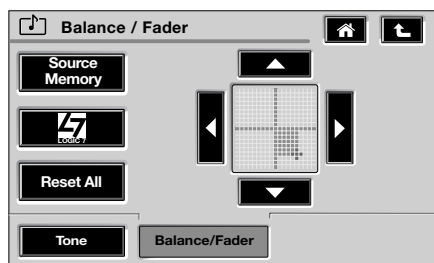 Balance / Fader
Source
Memory
LOGIC 7
Reset All
Tone
Balance/Fader